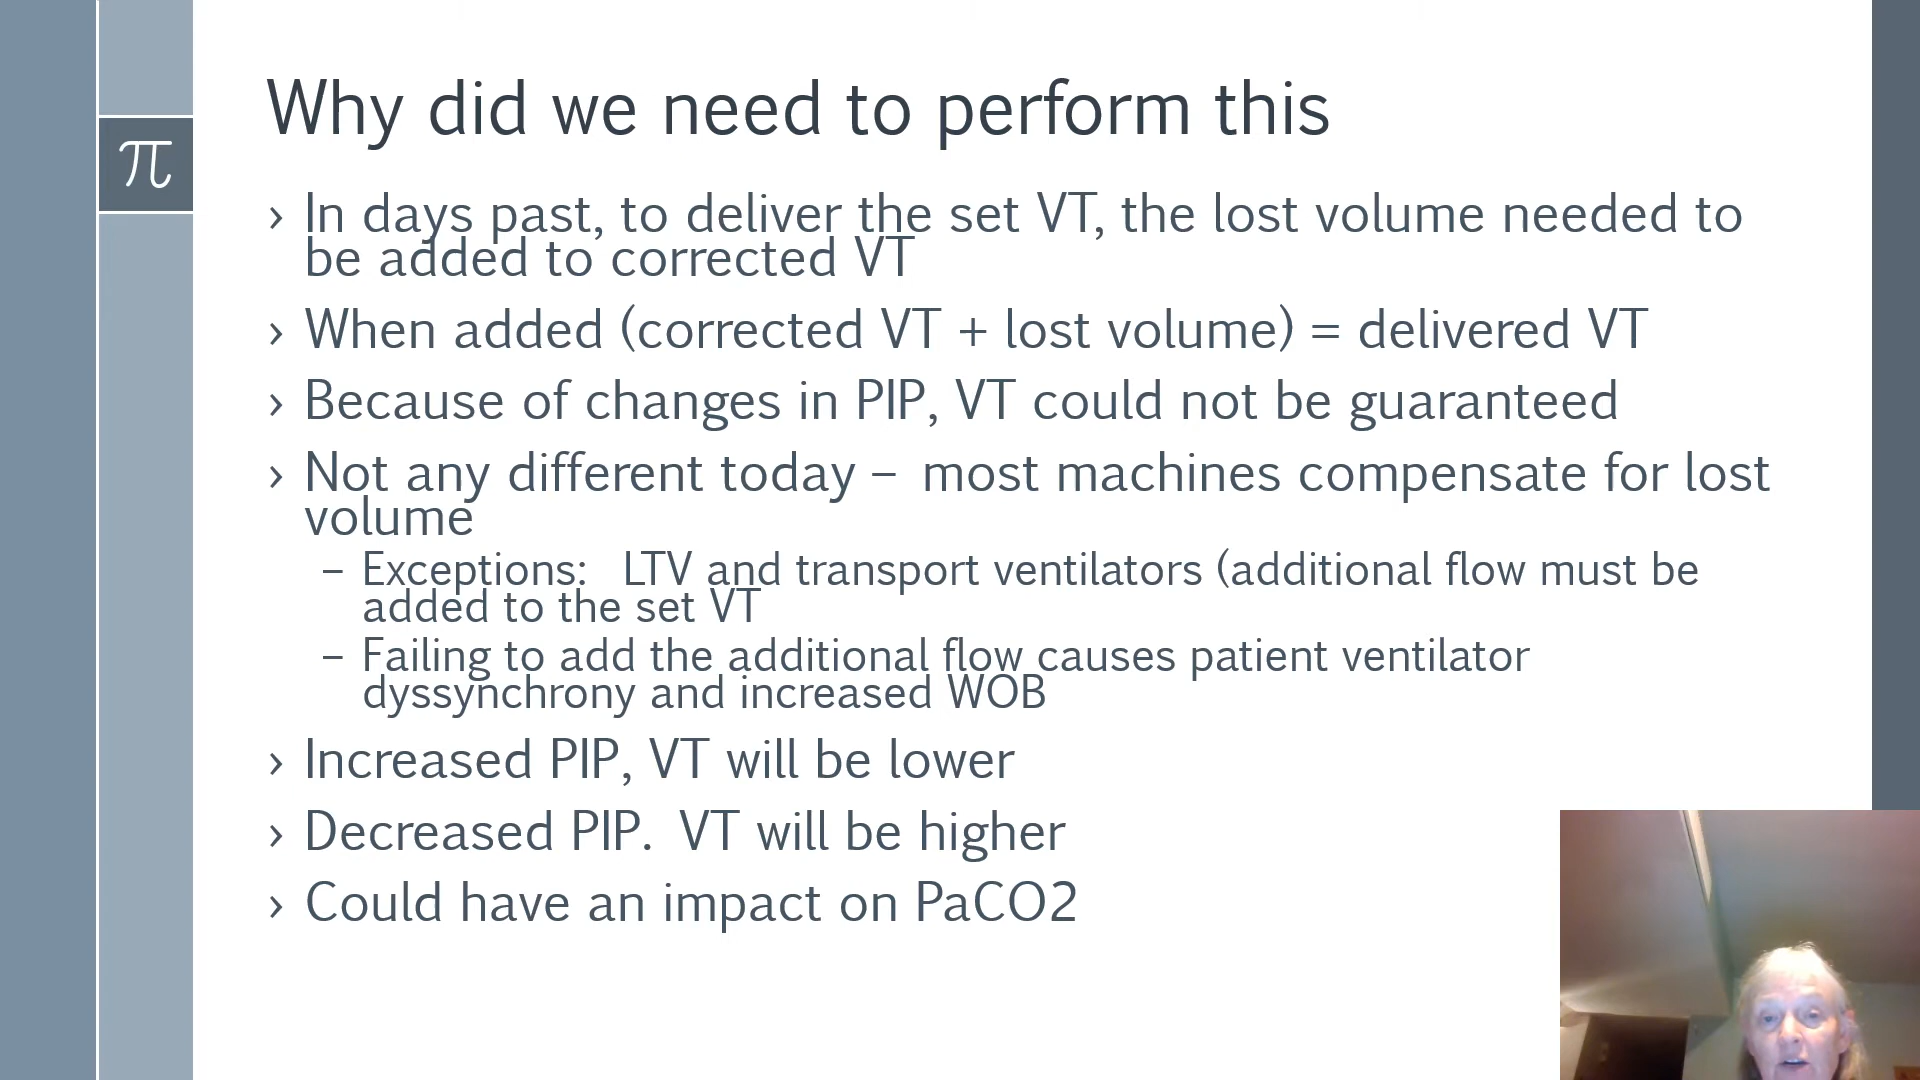 π
Why did we need to perform this
› In days past, to deliver the set VT, the lost volume needed to
be added to corrected VT
› When added (corrected VT + lost volume) = delivered VT
› Because of changes in PIP, VT could not be guaranteed
› Not any different today – most machines compensate for lost
volume
– Exceptions: LTV and transport ventilators (additional flow must be
added to the set VT
– Failing to add the additional flow causes patient ventilator
dyssynchrony and increased WOB
› Increased PIP, VT will be lower
› Decreased PIP. VT will be higher
› Could have an impact on PaCO2